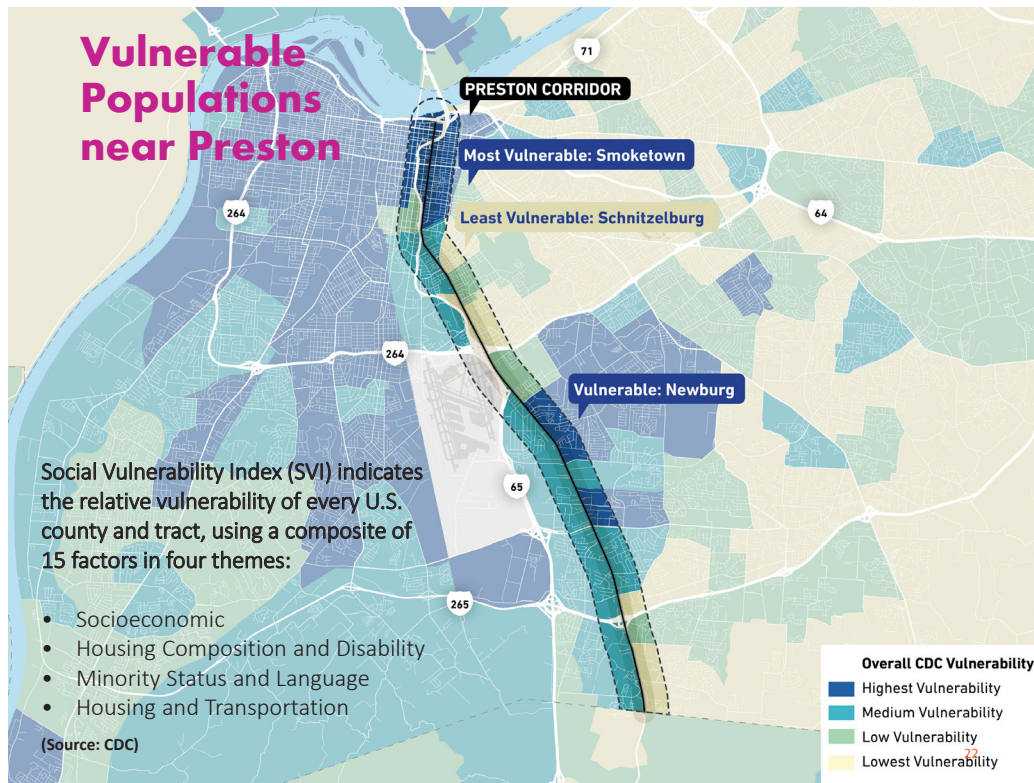 Vulnerable
Populations
near Preston
71
PRESTON CORRIDOR
Most Vulnerable: Smoketown
264
64
Least Vulnerable: Schnitzelburg
264
Vulnerable: Newburg
Social Vulnerability Index (SVI) indicates
the relative vulnerability of every U.S.
county and tract, using a composite of
15 factors in four themes:
65
• Socioeconomic
• Housing Composition and Disability
• Minority Status and Language
• Housing and Transportation
(Source: CDC)
265
Overall CDC Vulnerability
Highest Vulnerability
Medium Vulnerability
Low Vulnerability
Lowest Vulnerability
22